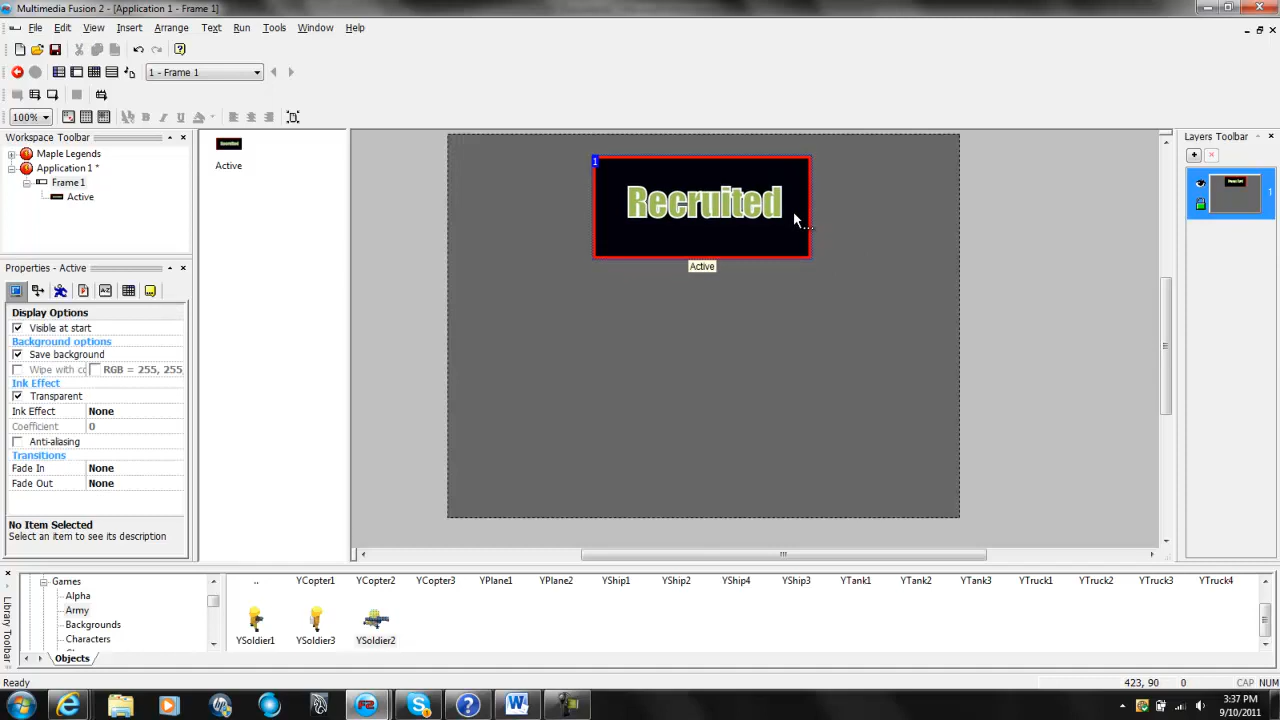 Multimedia Fusion 2 - [Application 1 - Frame 1]
File Edit View Insert Arrange Text Run Tools Window Help
1 - Frame 1
100%
Workspace Toolbar
Maple Legends
Application 1 *
Frame 1
Active
Properties - Active
Display Options
Visible at start
Background options
Save background
Wipe with co RGB = 255, 255,
Ink Effect
Transparent
Ink Effect None
Coefficient 0
Anti-aliasing
Transitions
Fade In None
Fade Out None
No Item Selected
Select an item to see its description
Recruited
Active
1
Recruited
Active
Layers Toolbar
1
Library Toolbar
Games
Alpha
Army
Backgrounds
Characters
Objects
.. YCopter1 YCopter2 YCopter3 YPlane1 YPlane2 YShip1 YShip2 YShip4 YShip3 YTank1 YTank2 YTank3 YTruck1 YTruck2 YTruck3 YTruck4
YSoldier1 YSoldier3 YSoldier2
Ready
423, 90 0 CAP NUM
3:37 PM
9/10/2011